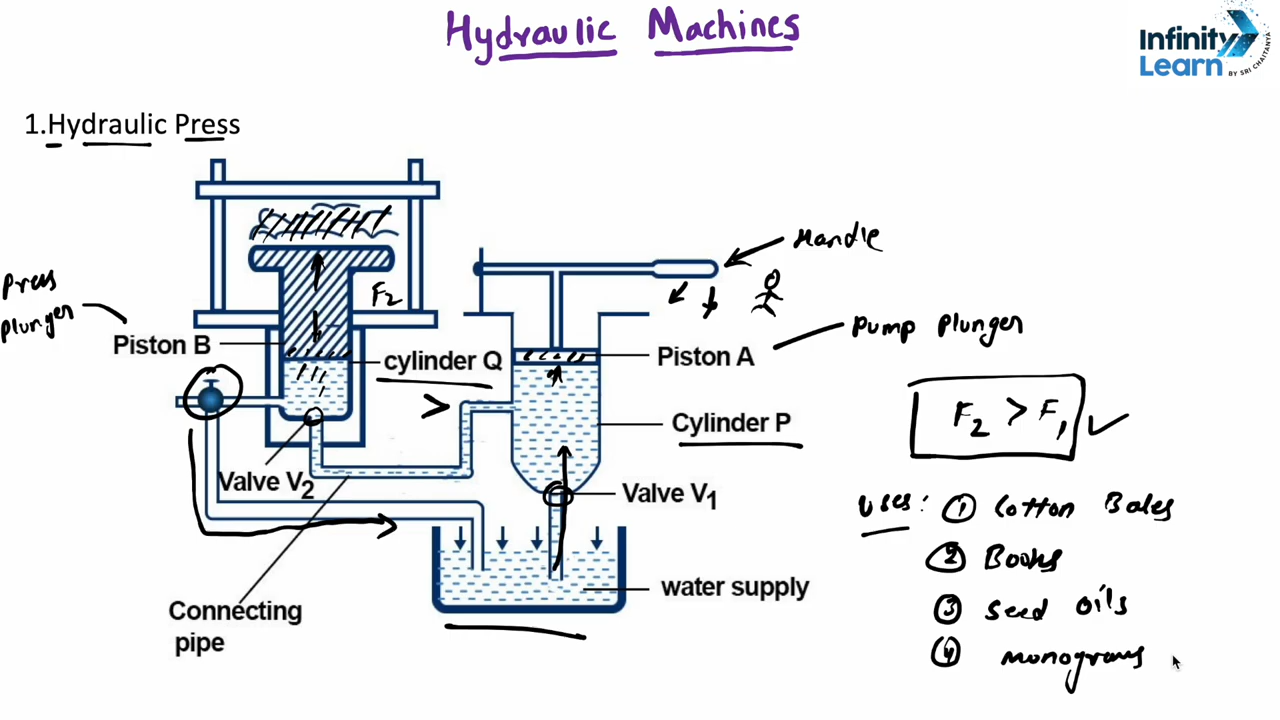 Hydraulic Machines
Infinity
Learn
BY SRI CHAITANYA
1.Hydraulic Press
Handle
Press
plunger
F2
Pump plunger
Piston B
cylinder Q
Piston A
F2 > F1
Cylinder P
Valve V2
Valve V1
Uses: ① Cotton Bales
② Books
③ Seed oils
④ monograms
water supply
Connecting
pipe